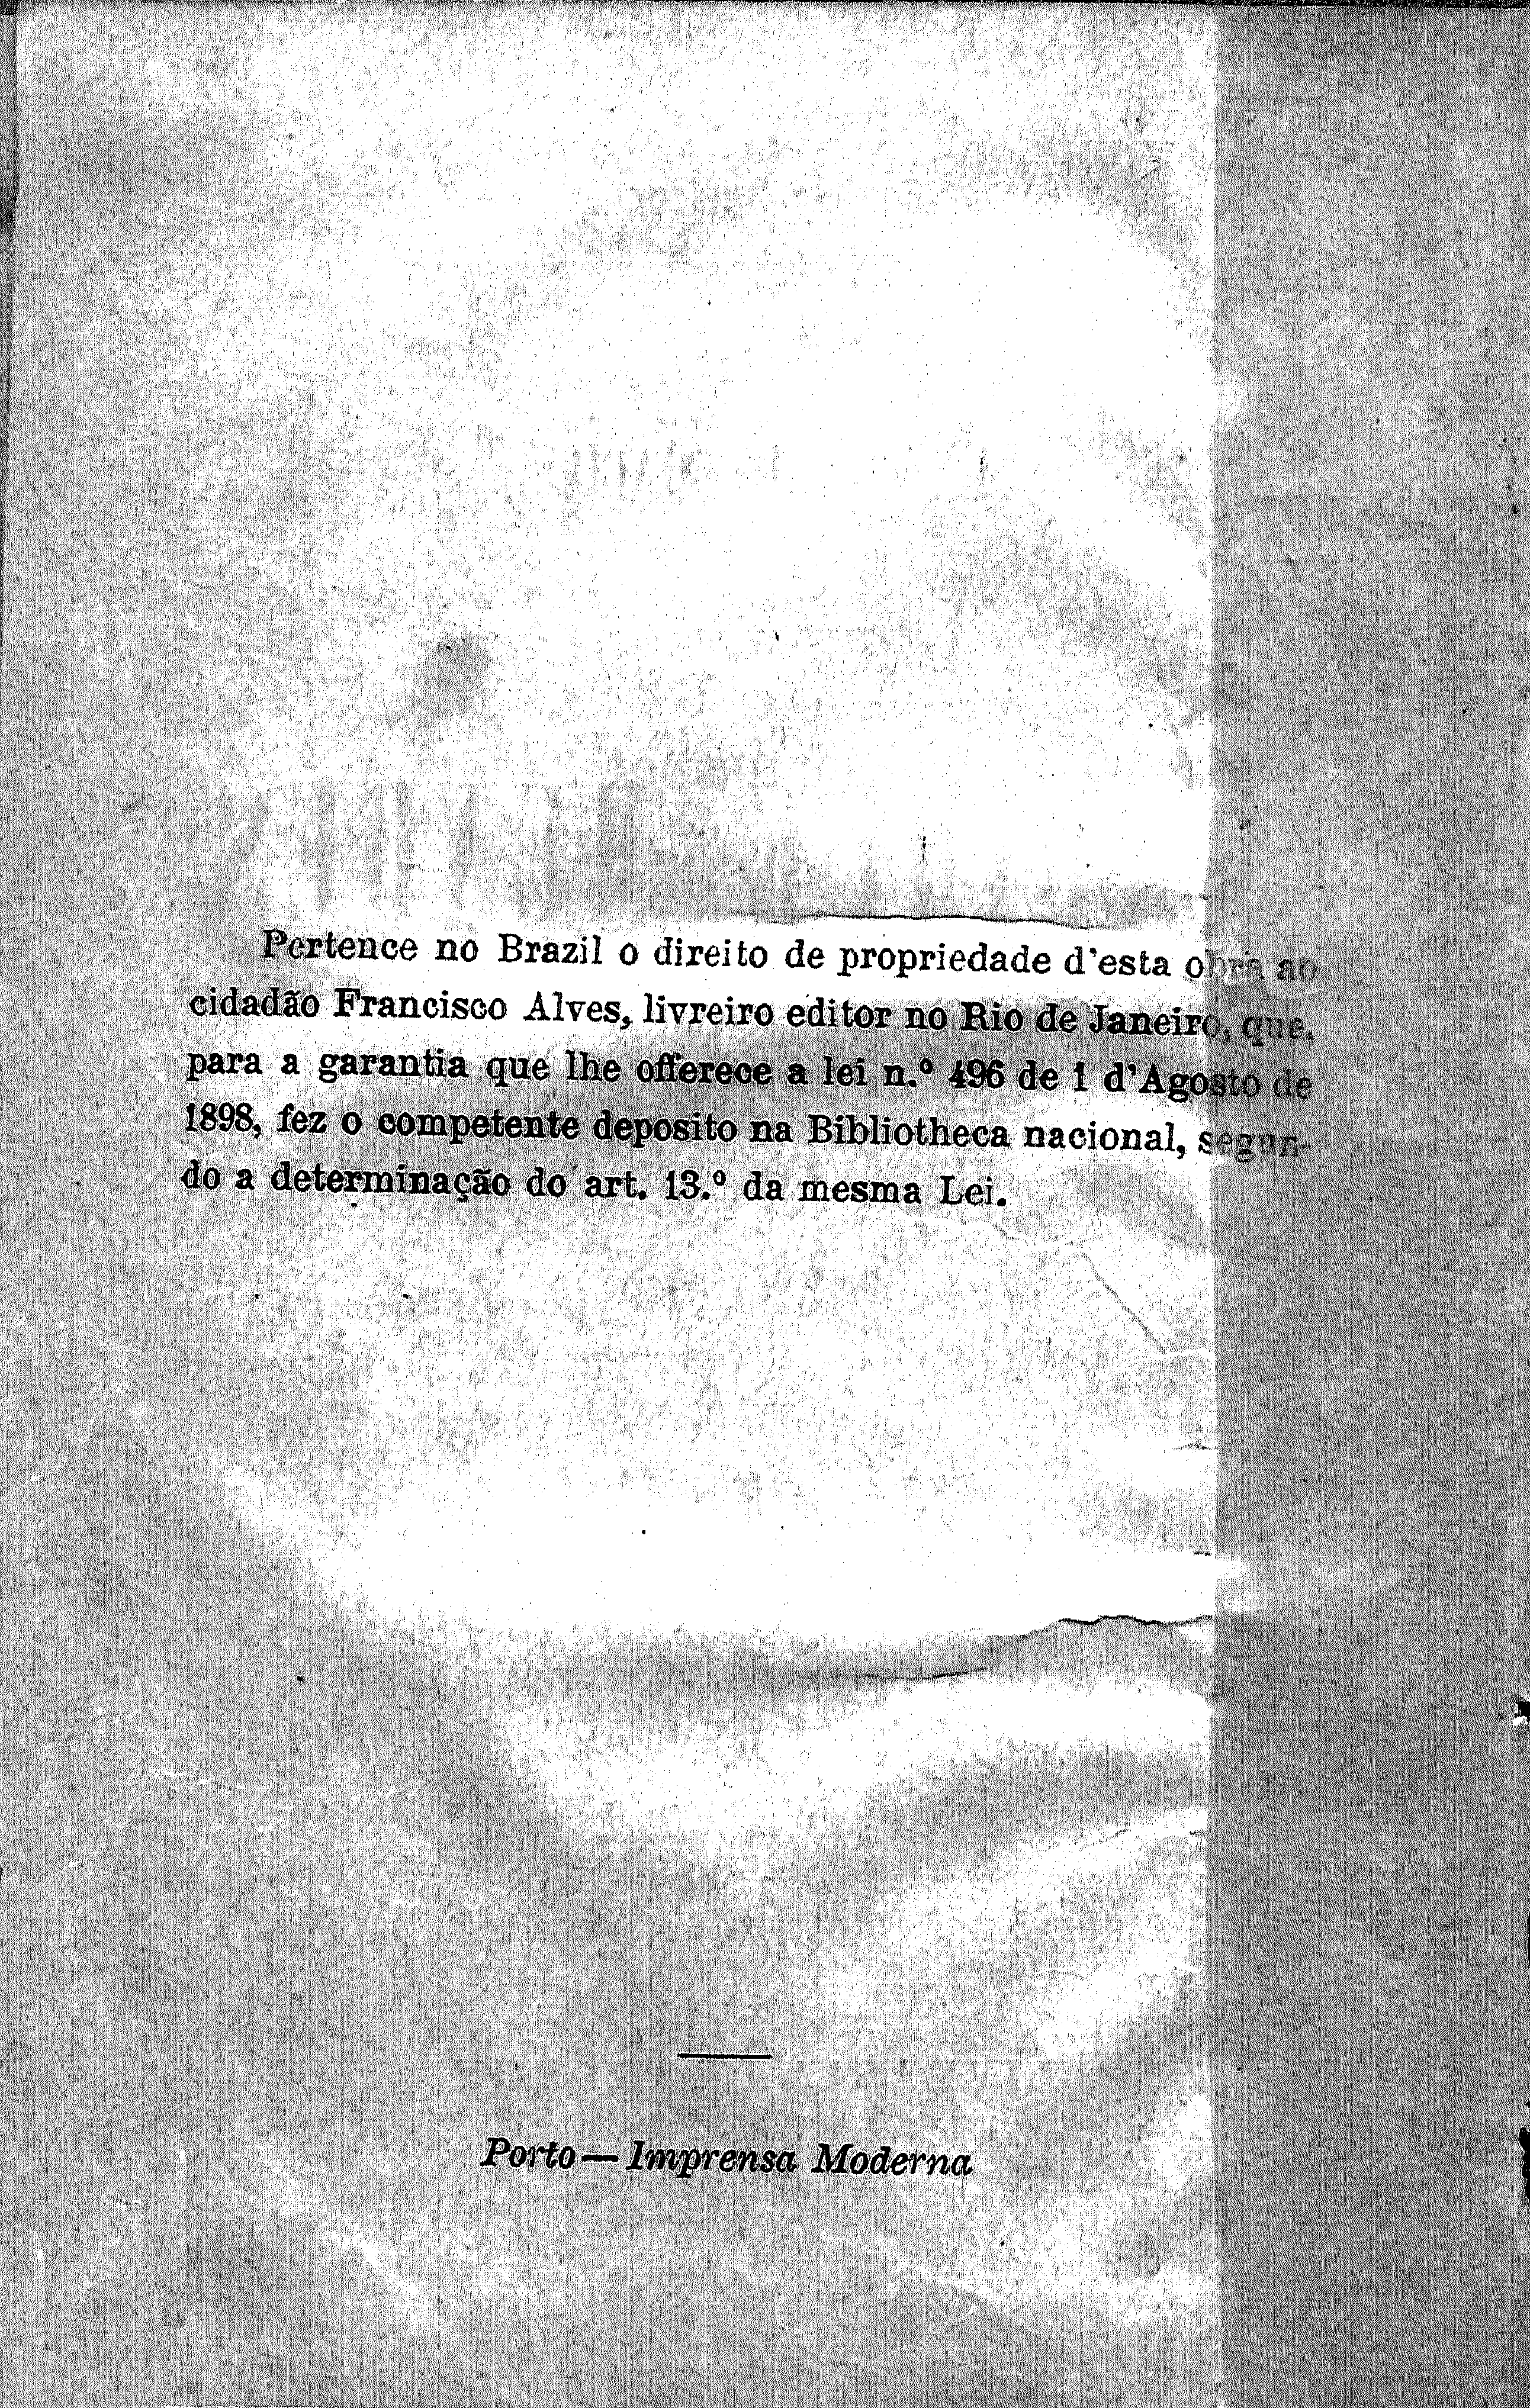 Pertence no Brazil o direito de propriedade d'esta obra ao
cidadão Francisco Alves, livreiro editor no Rio de Janeiro, que,
para a garantia que lhe offerece a lei n.º 496 de 1 d'Agosto de
1898, fez o competente deposito na Bibliotheca nacional, segun-
do a determinação do art. 13.º da mesma Lei.
Porto — Imprensa Moderna